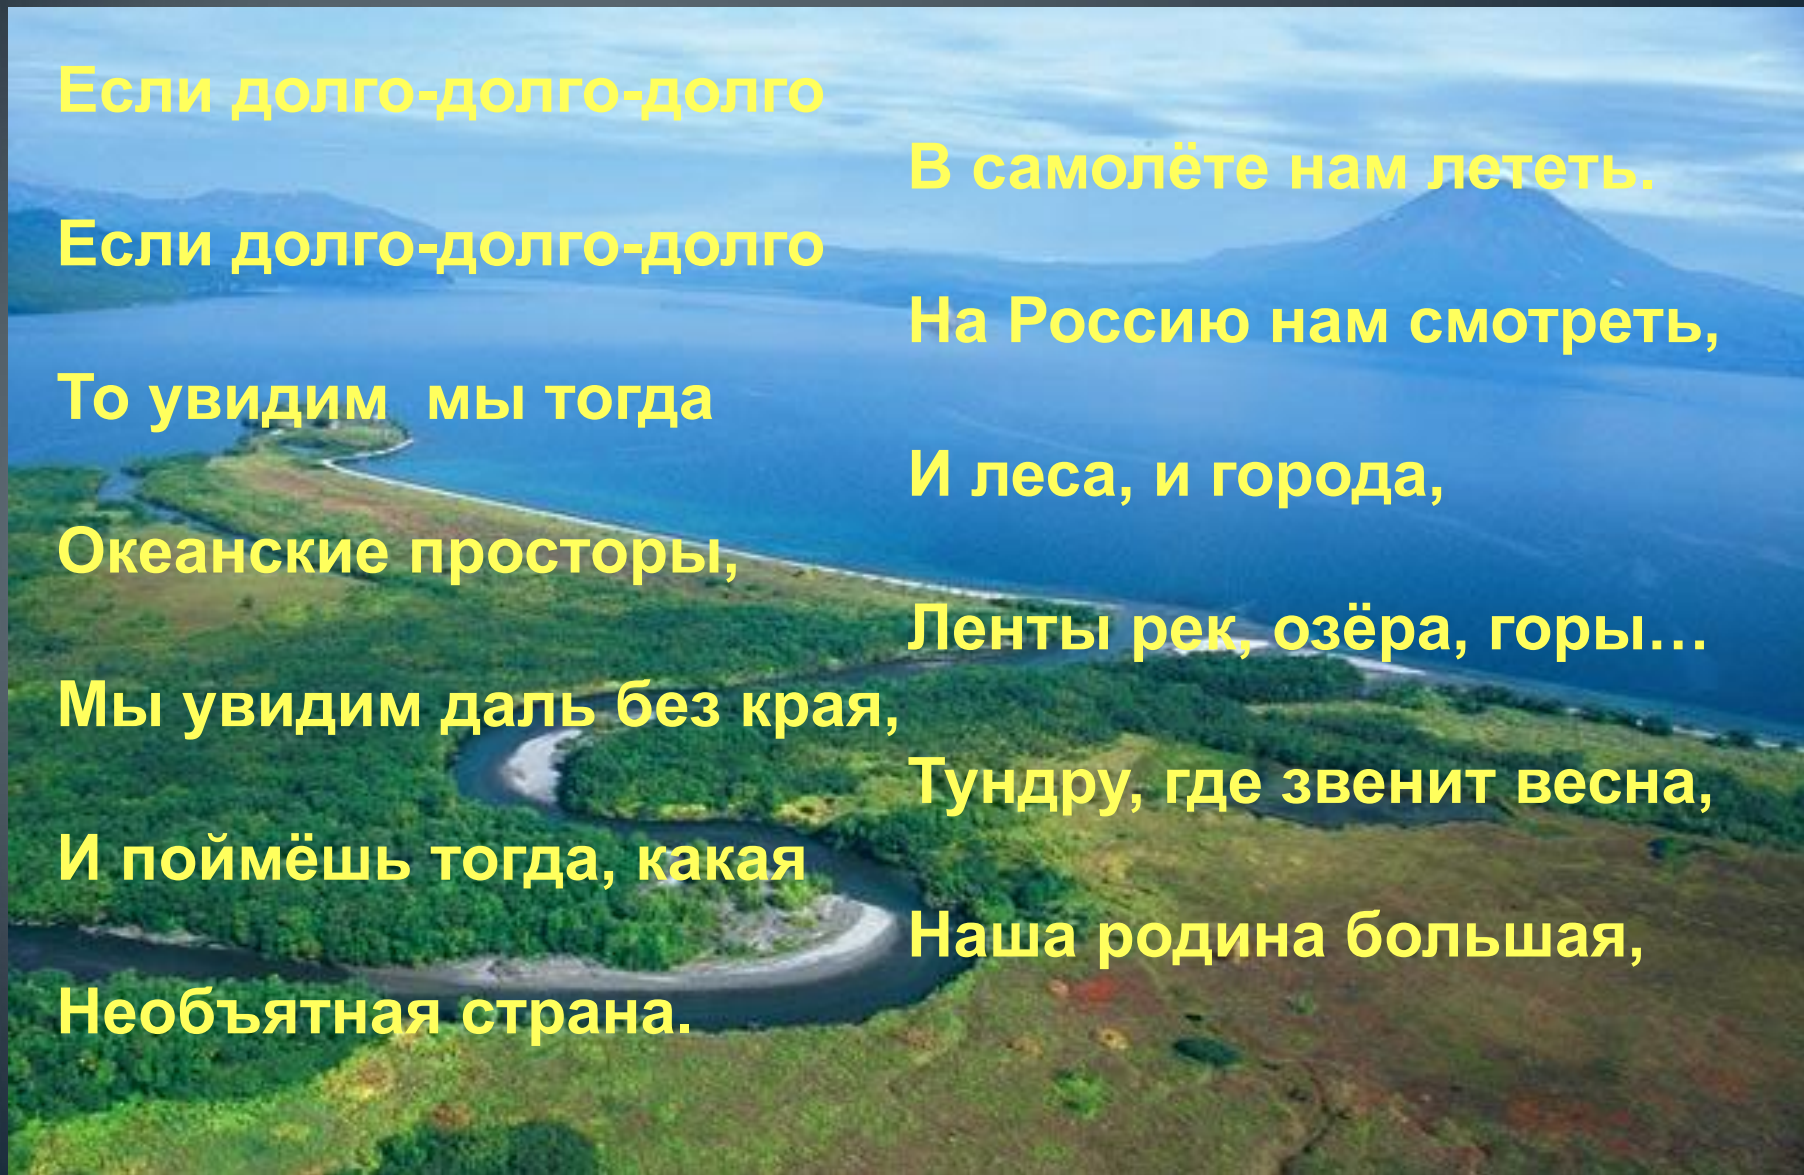 Если долго-долго-долго
В самолёте нам лететь.
Если долго-долго-долго
На Россию нам смотреть,
То увидим  мы тогда
И леса, и города,
Океанские просторы,
Ленты рек, озёра, горы…
Мы увидим даль без края,
Тундру, где звенит весна,
И поймёшь тогда, какая
Наша родина большая,
Необъятная страна.